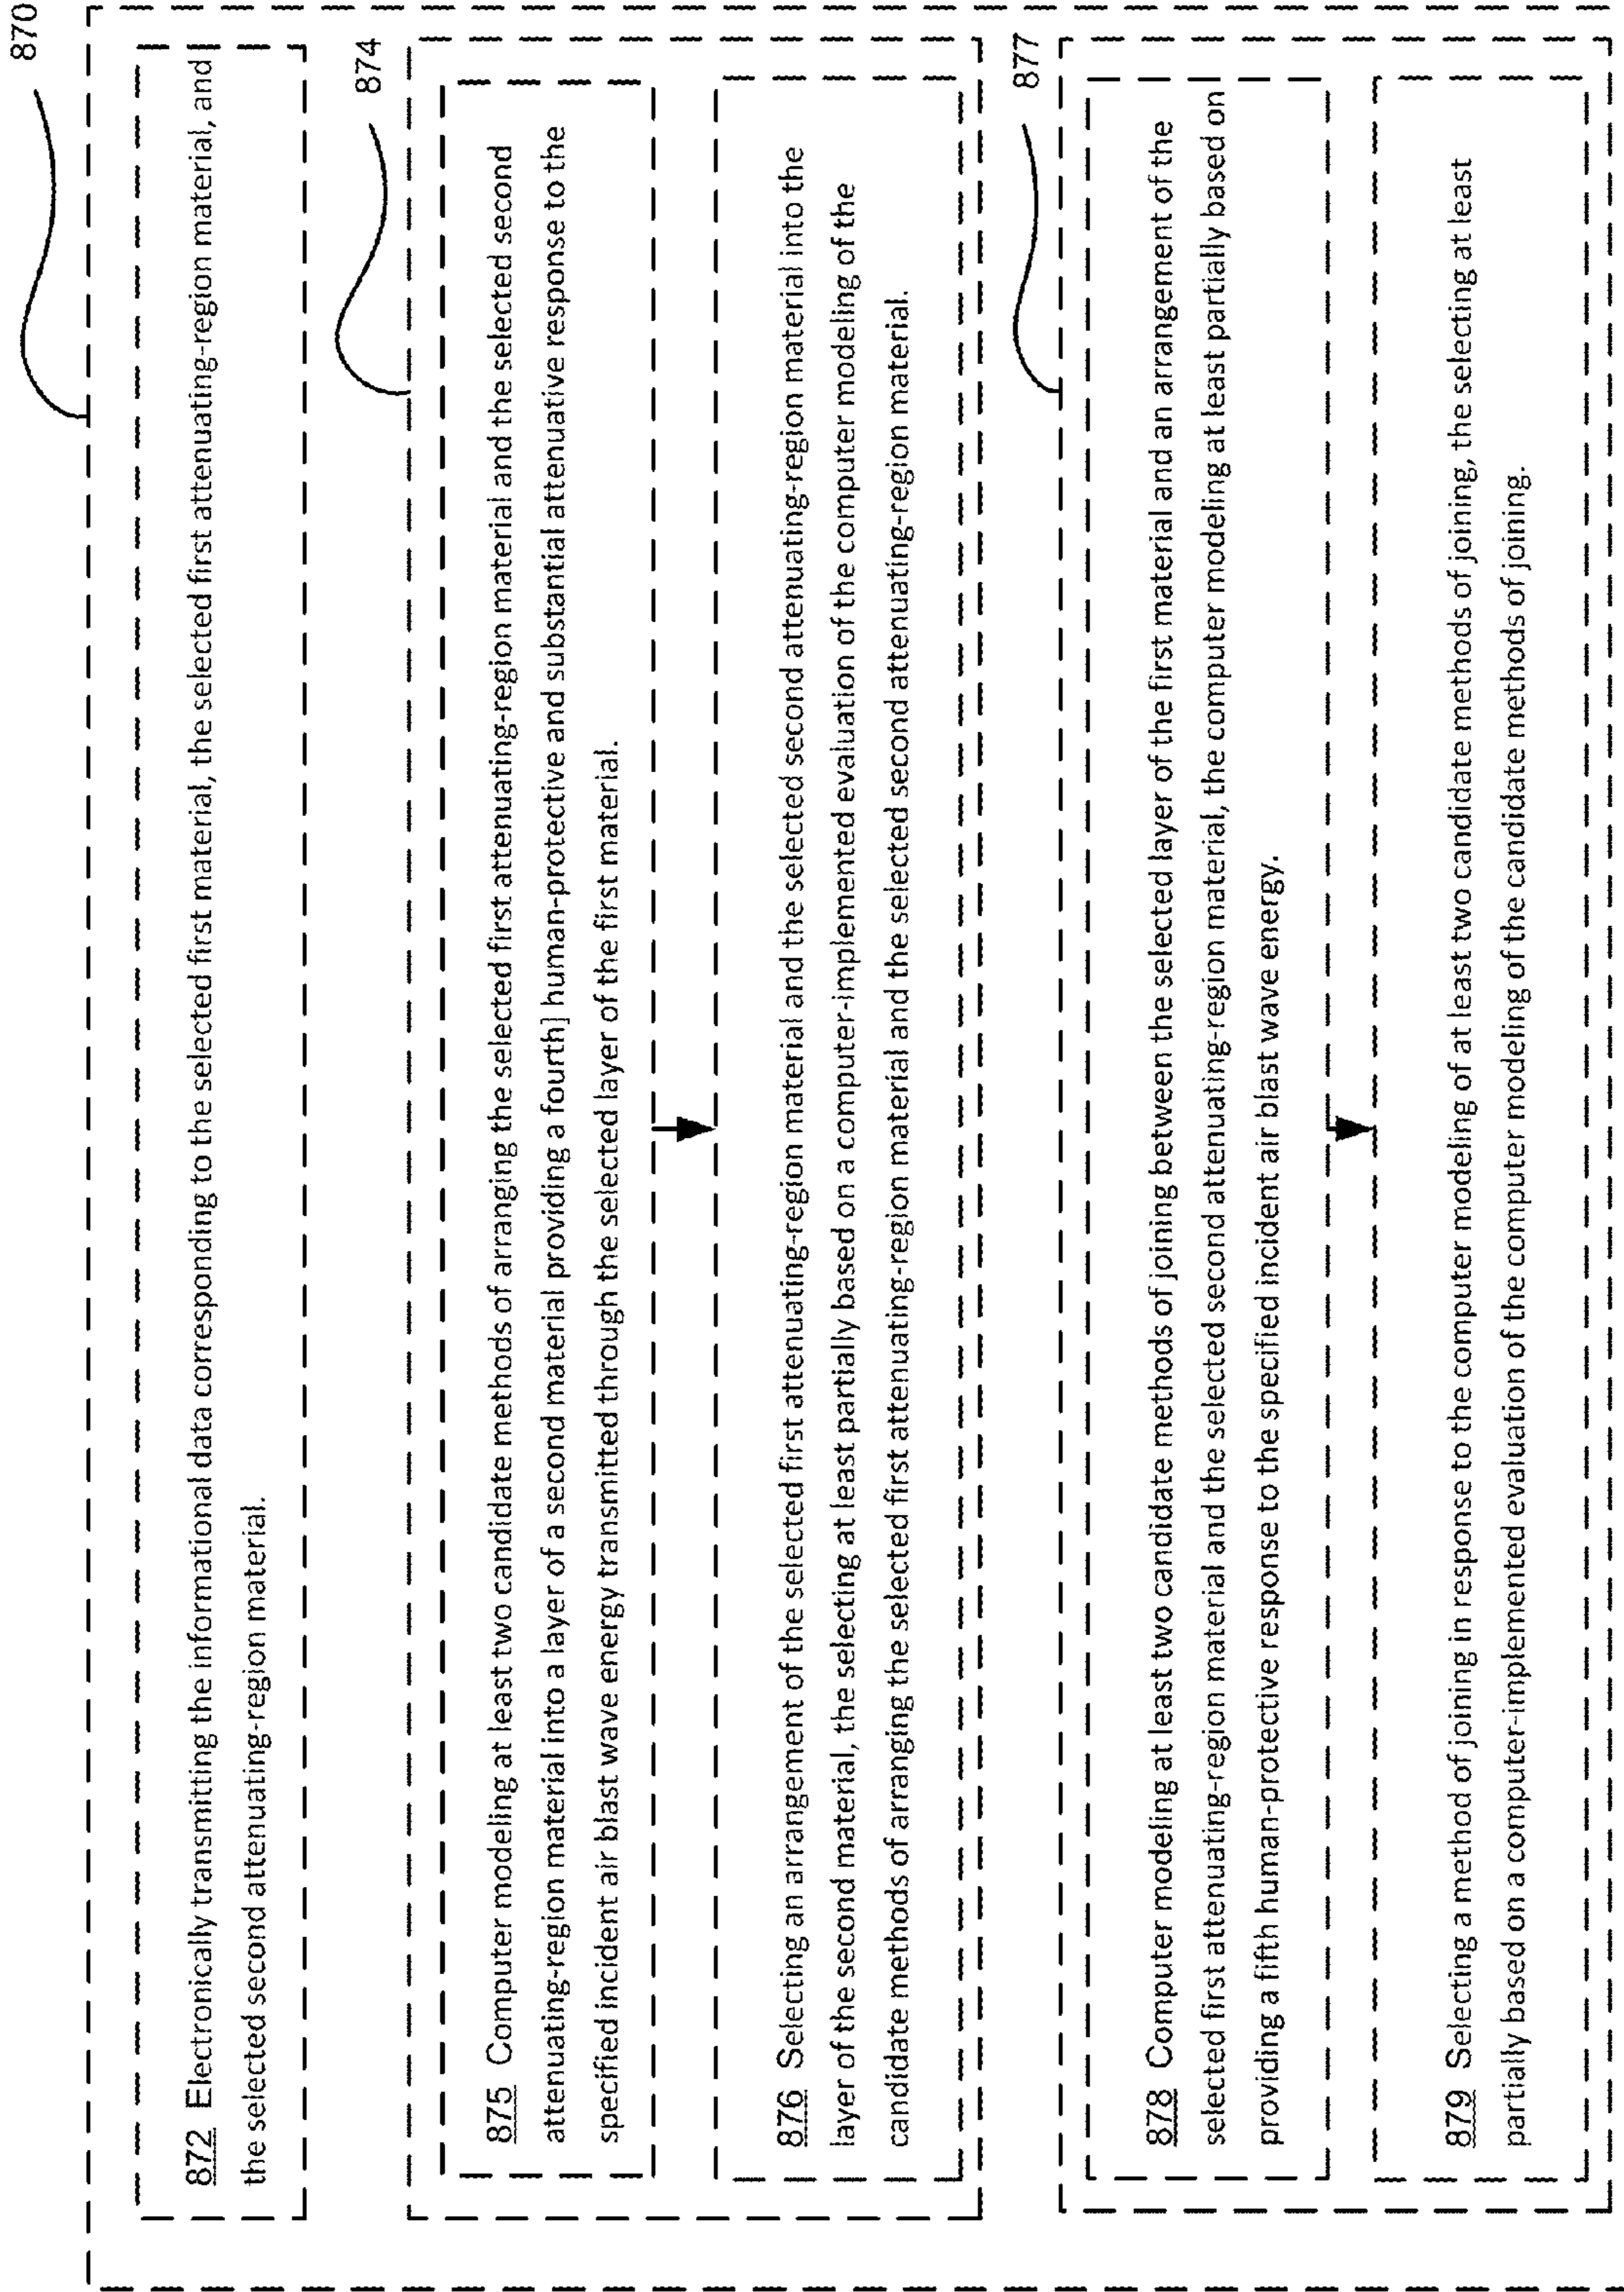 870
872 Electronically transmitting the informational data corresponding to the selected first material, the selected first attenuating-region material, and
the selected second attenuating-region material.
874
875 Computer modeling at least two candidate methods of arranging the selected first attenuating-region material and the selected second
attenuating-region material into a layer of a second material providing a fourth] human-protective and substantial attenuative response to the
specified incident air blast wave energy transmitted through the selected layer of the first material.
876 Selecting an arrangement of the selected first attenuating-region material and the selected second attenuating-region material into the
layer of the second material, the selecting at least partially based on a computer-implemented evaluation of the computer modeling of the
candidate methods of arranging the selected first attenuating-region material and the selected second attenuating-region material.
877
878 Computer modeling at least two candidate methods of joining between the selected layer of the first material and an arrangement of the
selected first attenuating-region material and the selected second attenuating-region material, the computer modeling at least partially based on
providing a fifth human-protective response to the specified incident air blast wave energy.
879 Selecting a method of joining in response to the computer modeling of at least two candidate methods of joining, the selecting at least
partially based on a computer-implemented evaluation of the computer modeling of the candidate methods of joining.